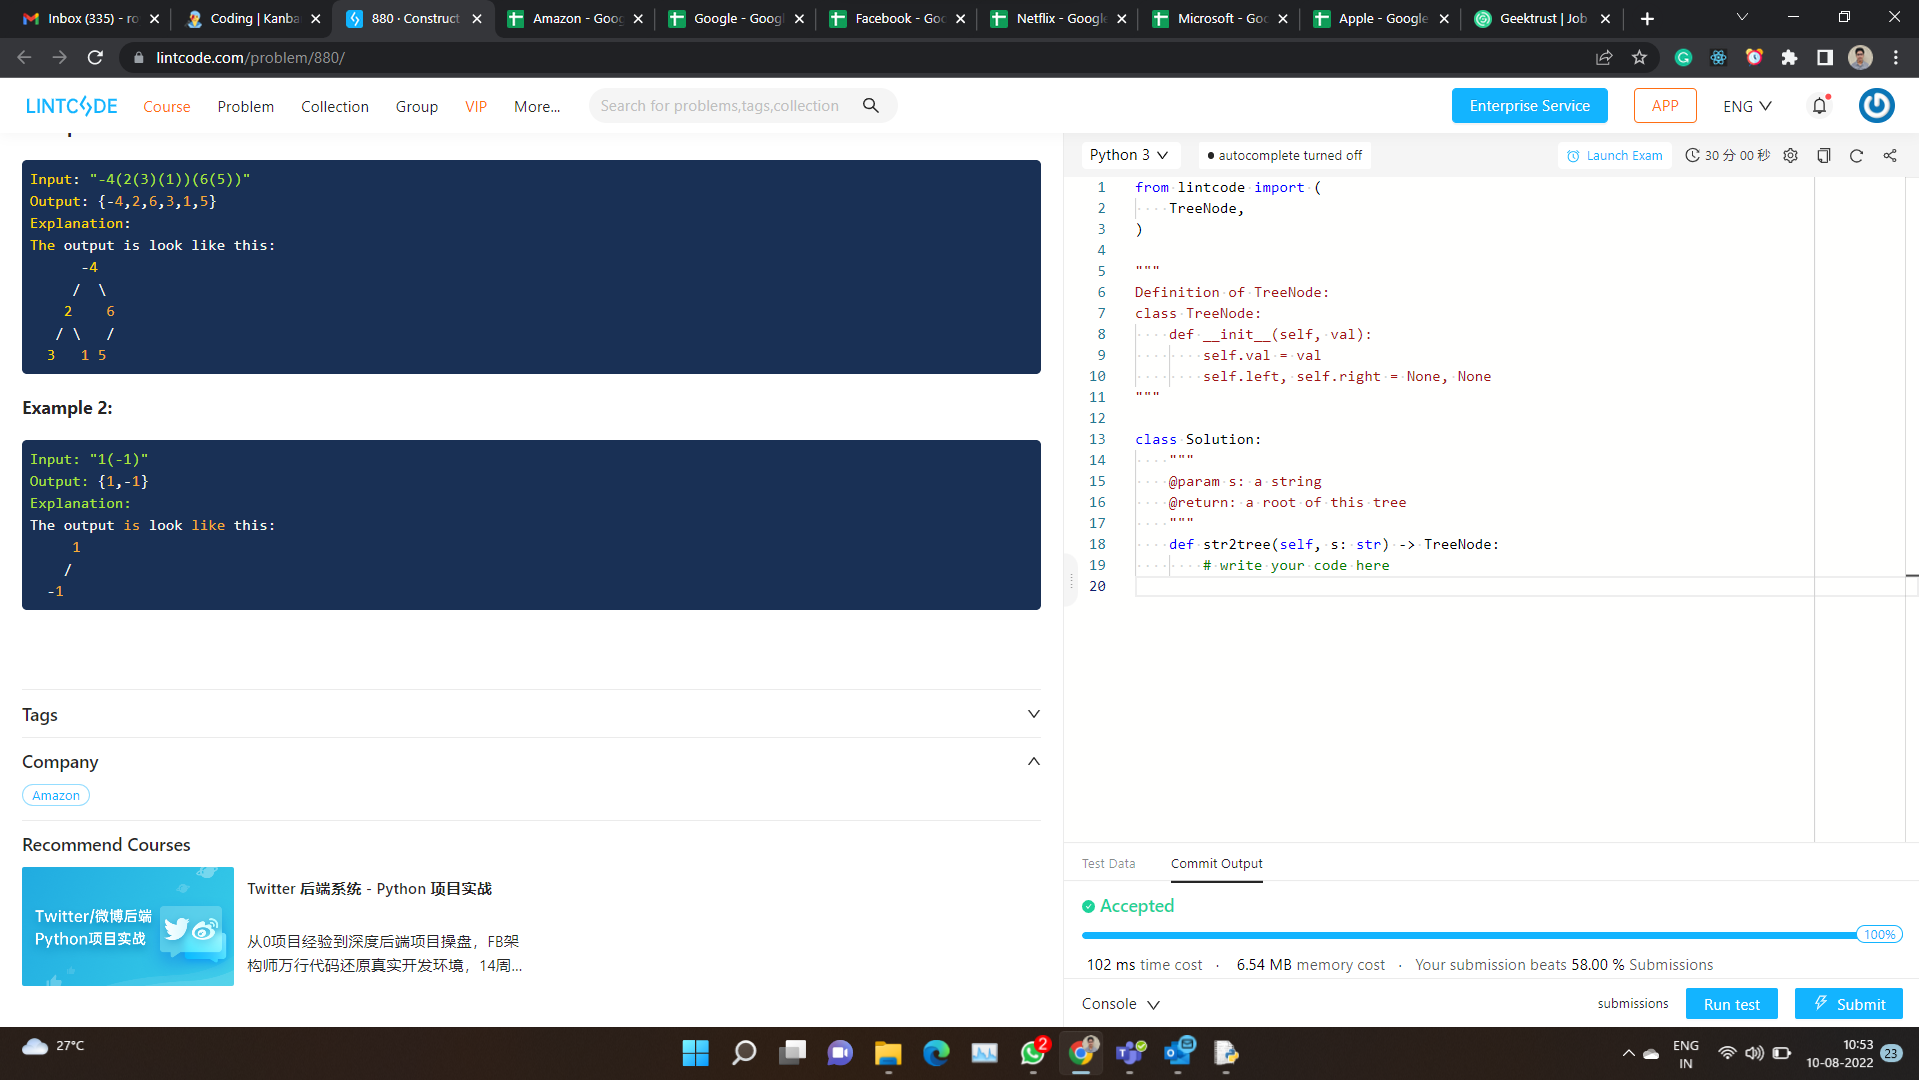 Inbox (335) - ro
Coding | Kanba
880 · Construct
Amazon - Goog
Google - Googl
Facebook - Goo
Netflix - Google
Microsoft - Goo
Apple - Google
Geektrust | Job
lintcode.com/problem/880/
LINTCODE
Course
Problem
Collection
Group
VIP
More...
Search for problems,tags,collection
Enterprise Service
APP
ENG
Input: "-4(2(3)(1))(6(5))"
Output: {-4,2,6,3,1,5}
Explanation:
The output is look like this:
-4
/ \
2 6
/ \ /
3 1 5
Example 2:
Input: "1(-1)"
Output: {1,-1}
Explanation:
The output is look like this:
1
/
-1
Tags
Company
Amazon
Recommend Courses
Twitter/微博后端
Python项目实战
Twitter 后端系统 - Python 项目实战
从0项目经验到深度后端项目操盘，FB架
构师万行代码还原真实开发环境，14周...
Python 3
autocomplete turned off
Launch Exam
30 分 00 秒
1 from lintcode import (
2 TreeNode,
3 )
4
5 """
6 Definition of TreeNode:
7 class TreeNode:
8 def __init__(self, val):
9 self.val = val
10 self.left, self.right = None, None
11 """
12
13 class Solution:
14 """
15 @param s: a string
16 @return: a root of this tree
17 """
18 def str2tree(self, s: str) -> TreeNode:
19 # write your code here
20
Test Data
Commit Output
Accepted
100%
102 ms time cost · 6.54 MB memory cost · Your submission beats 58.00 % Submissions
Console
submissions
Run test
Submit
27°C
2
ENG
IN
10:53
10-08-2022
23